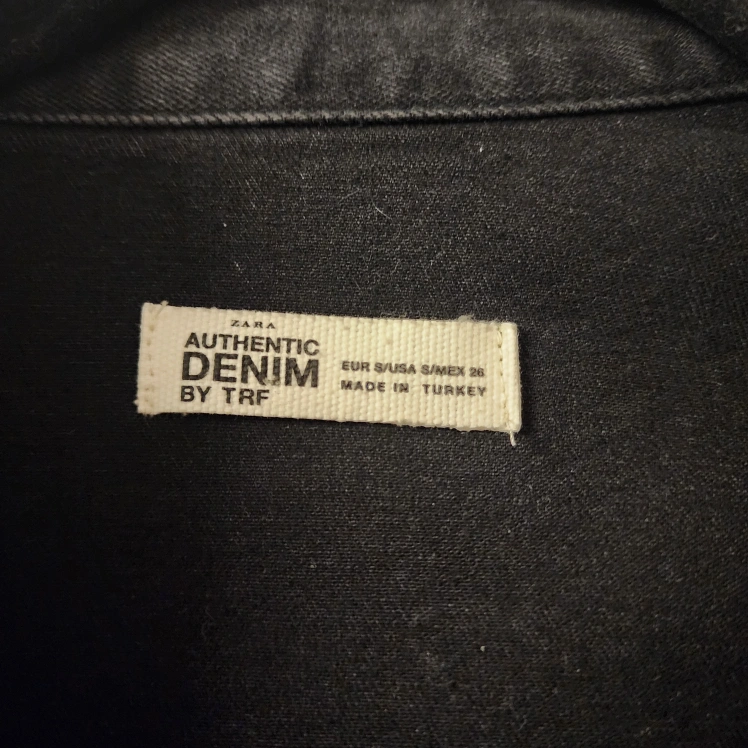 ZARA
AUTHENTIC
DENIM
BY TRF
EUR S/USA S/MEX 26
MADE IN TURKEY